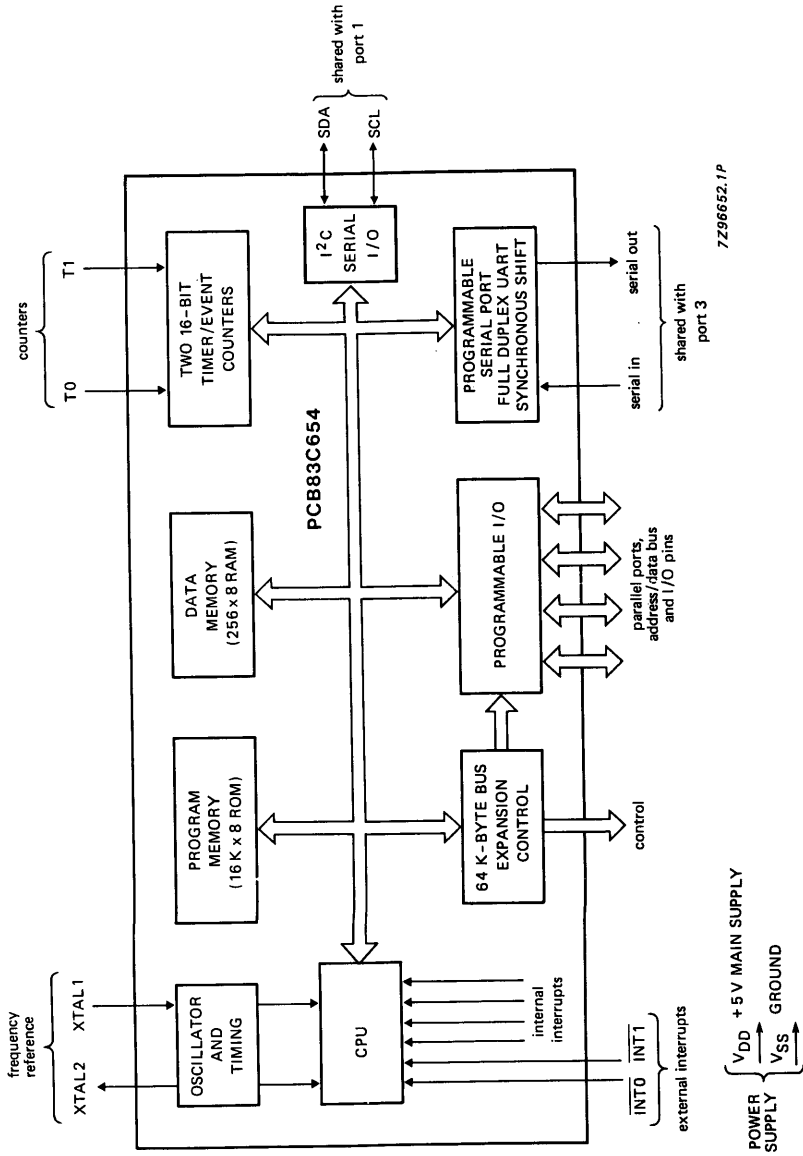 frequency
reference
XTAL2
XTAL1
counters
T0
T1
OSCILLATOR
AND
TIMING
PROGRAM
MEMORY
(16 K x 8 ROM)
DATA
MEMORY
(256 x 8 RAM)
TWO 16-BIT
TIMER/EVENT
COUNTERS
PCB83C654
CPU
I²C
SERIAL
I/O
SDA
SCL
shared with
port 1
internal
interrupts
64 K-BYTE BUS
EXPANSION
CONTROL
PROGRAMMABLE I/O
PROGRAMMABLE
SERIAL PORT
FULL DUPLEX UART
SYNCHRONOUS SHIFT
INT0
INT1
external interrupts
control
parallel ports,
address/data bus
and I/O pins
serial in
serial out
shared with
port 3
POWER
SUPPLY
VDD +5 V MAIN SUPPLY
VSS GROUND
7Z96652.1P